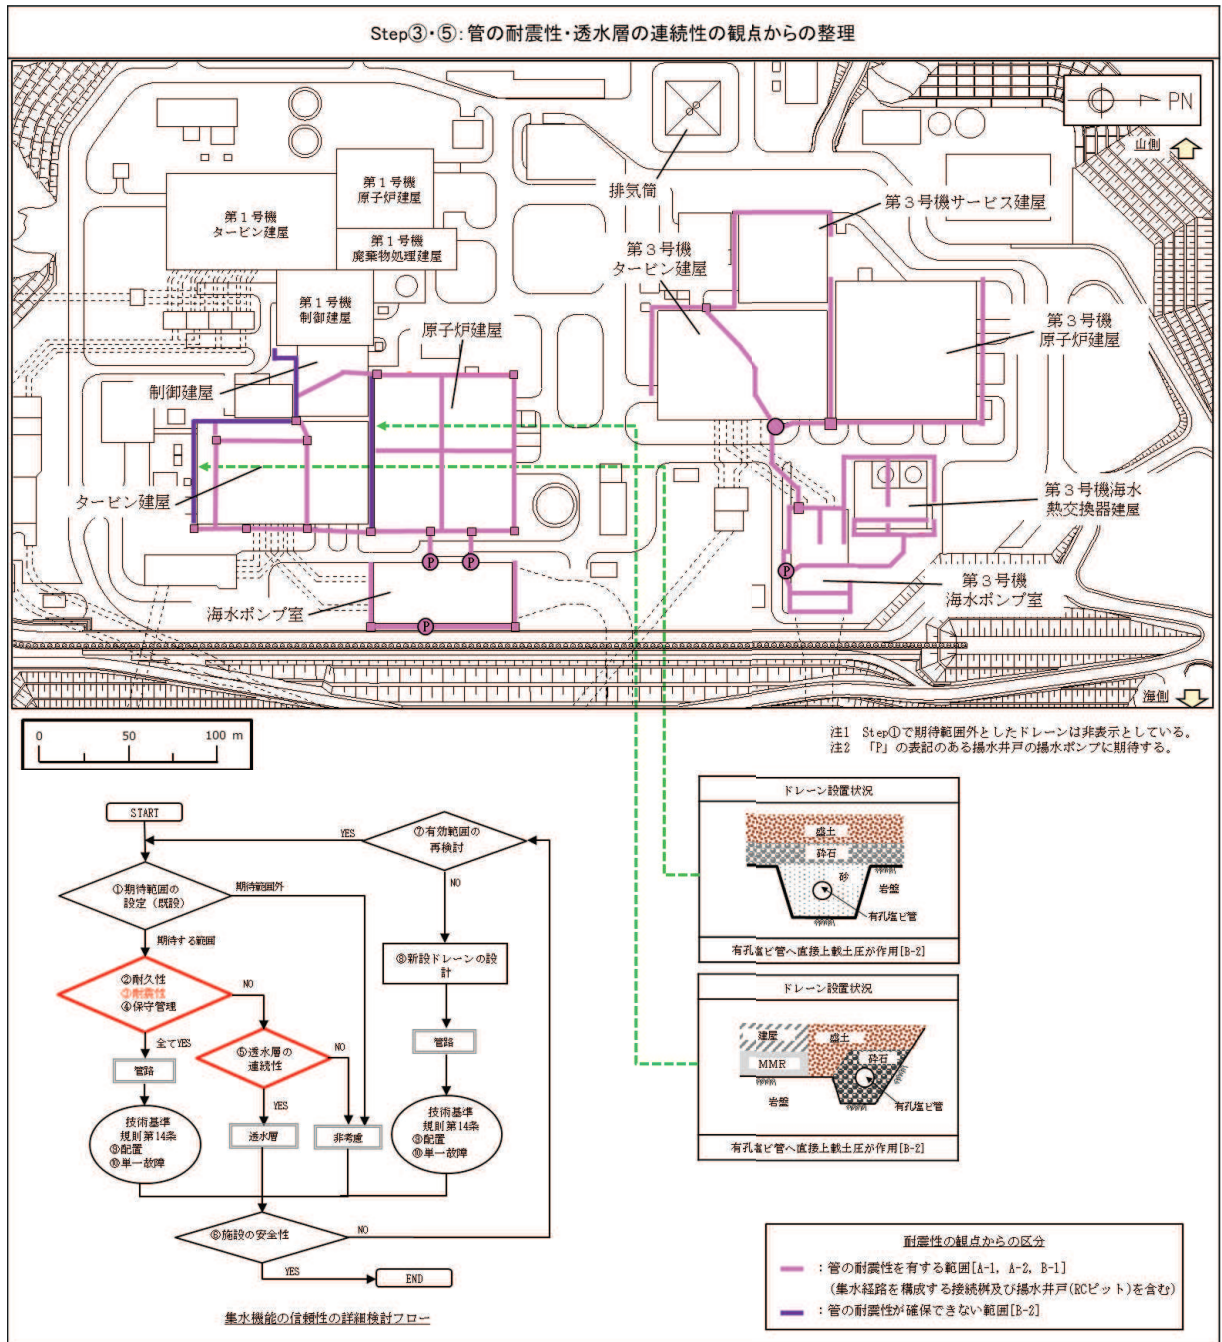 Step③・⑤:管の耐震性・透水層の連続性の観点からの整理
PN
山側
第1号機
原子炉建屋
第1号機
タービン建屋
排気筒
第3号機サービス建屋
第1号機
廃棄物処理建屋
第3号機
タービン建屋
第1号機
制御建屋
原子炉建屋
第3号機
原子炉建屋
制御建屋
タービン建屋
第3号機海水
熱交換器建屋
P
P
P
第3号機
海水ポンプ室
海水ポンプ室
P
海側
0 50 100 m
注1 Step①で期待範囲外としたドレーンは非表示としている。
注2 「P」の表記のある揚水井戸の揚水ポンプに期待する。
START
YES
⑦有効範囲の
再検討
NO
①期待範囲の
設定(既設)
期待範囲外
期待する範囲
⑧新設ドレーンの設
計
②耐久性
③耐震性
④保守管理
NO
全てYES
管路
⑤透水層の
連続性
NO
管路
YES
技術基準
規則第14条
⑨配置
⑩単一故障
透水層
非考慮
技術基準
規則第14条
⑨配置
⑩単一故障
⑥施設の安全性
NO
YES
END
集水機能の信頼性の詳細検討フロー
ドレーン設置状況
盛土
砕石
砂
岩盤
有孔塩ビ管
有孔塩ビ管へ直接上載土圧が作用[B-2]
ドレーン設置状況
建屋
盛土
MMR
砕石
岩盤
有孔塩ビ管
有孔塩ビ管へ直接上載土圧が作用[B-2]
耐震性の観点からの区分
:管の耐震性を有する範囲[A-1, A-2, B-1]
(集水経路を構成する接続桝及び揚水井戸(RCピット)を含む)
:管の耐震性が確保できない範囲[B-2]